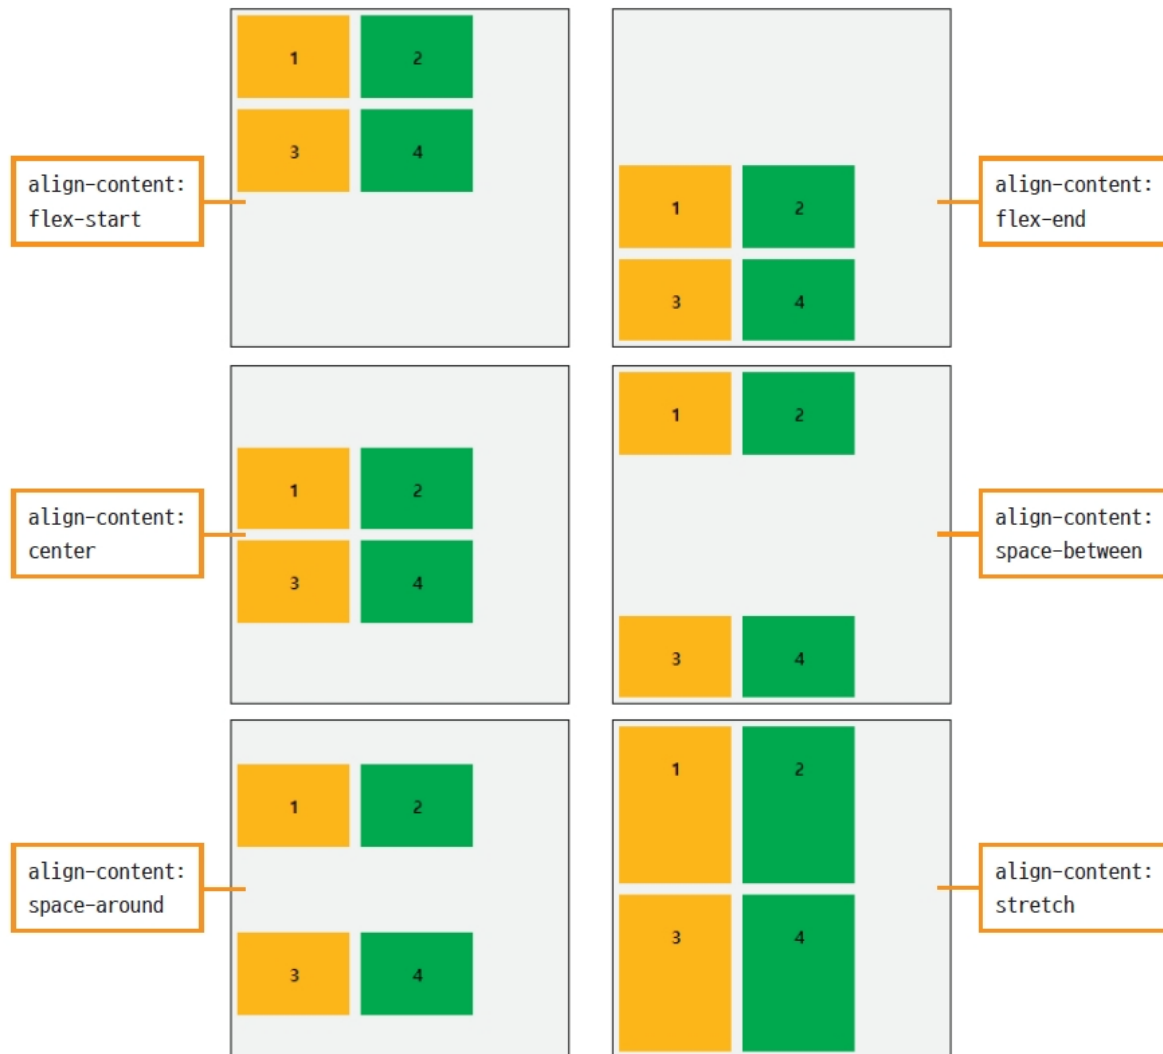 1 2
3 4
align-content:
flex-start
1 2
3 4
align-content:
flex-end
1 2
3 4
align-content:
center
1 2
3 4
align-content:
space-between
1 2
3 4
align-content:
space-around
1 2
3 4
align-content:
stretch